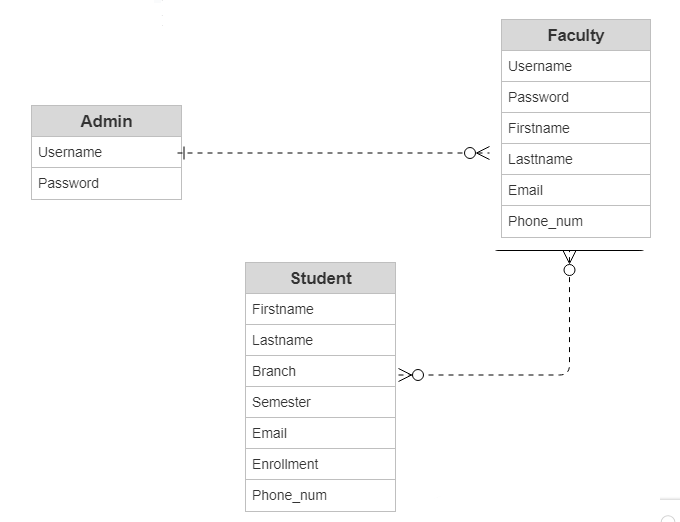 Faculty
Username
Password
Firstname
Lasttname
Email
Phone_num
Admin
Username
Password
Student
Firstname
Lastname
Branch
Semester
Email
Enrollment
Phone_num